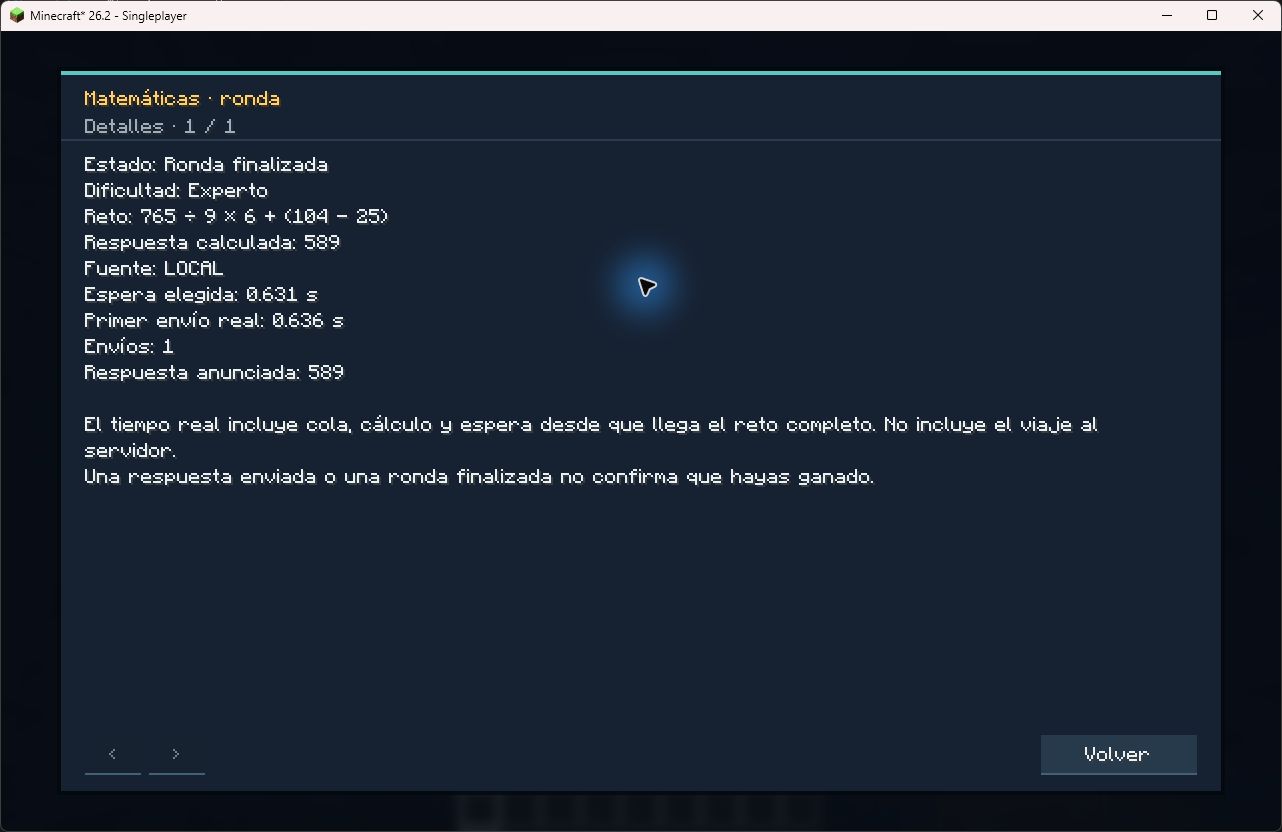 Minecraft* 26.2 - Singleplayer
Matemáticas · ronda
Detalles · 1 / 1
Estado: Ronda finalizada
Dificultad: Experto
Reto: 765 ÷ 9 × 6 + (104 - 25)
Respuesta calculada: 589
Fuente: LOCAL
Espera elegida: 0.631 s
Primer envío real: 0.636 s
Envíos: 1
Respuesta anunciada: 589
El tiempo real incluye cola, cálculo y espera desde que llega el reto completo. No incluye el viaje al
servidor.
Una respuesta enviada o una ronda finalizada no confirma que hayas ganado.
< >
Volver